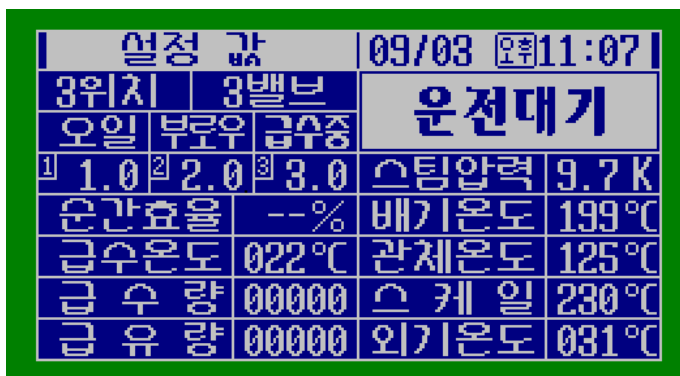 설정 값 09/03 오후 11:07
3위치 3밸브 운전대기
오일 부로우 급수중
1 1.0 2 2.0 3 3.0 스팀압력 9.7 K
순간효율 --% 배기온도 199℃
급수온도 022℃ 관체온도 125℃
급 수 량 00000 스 케 일 230℃
급 유 량 00000 외기온도 031℃